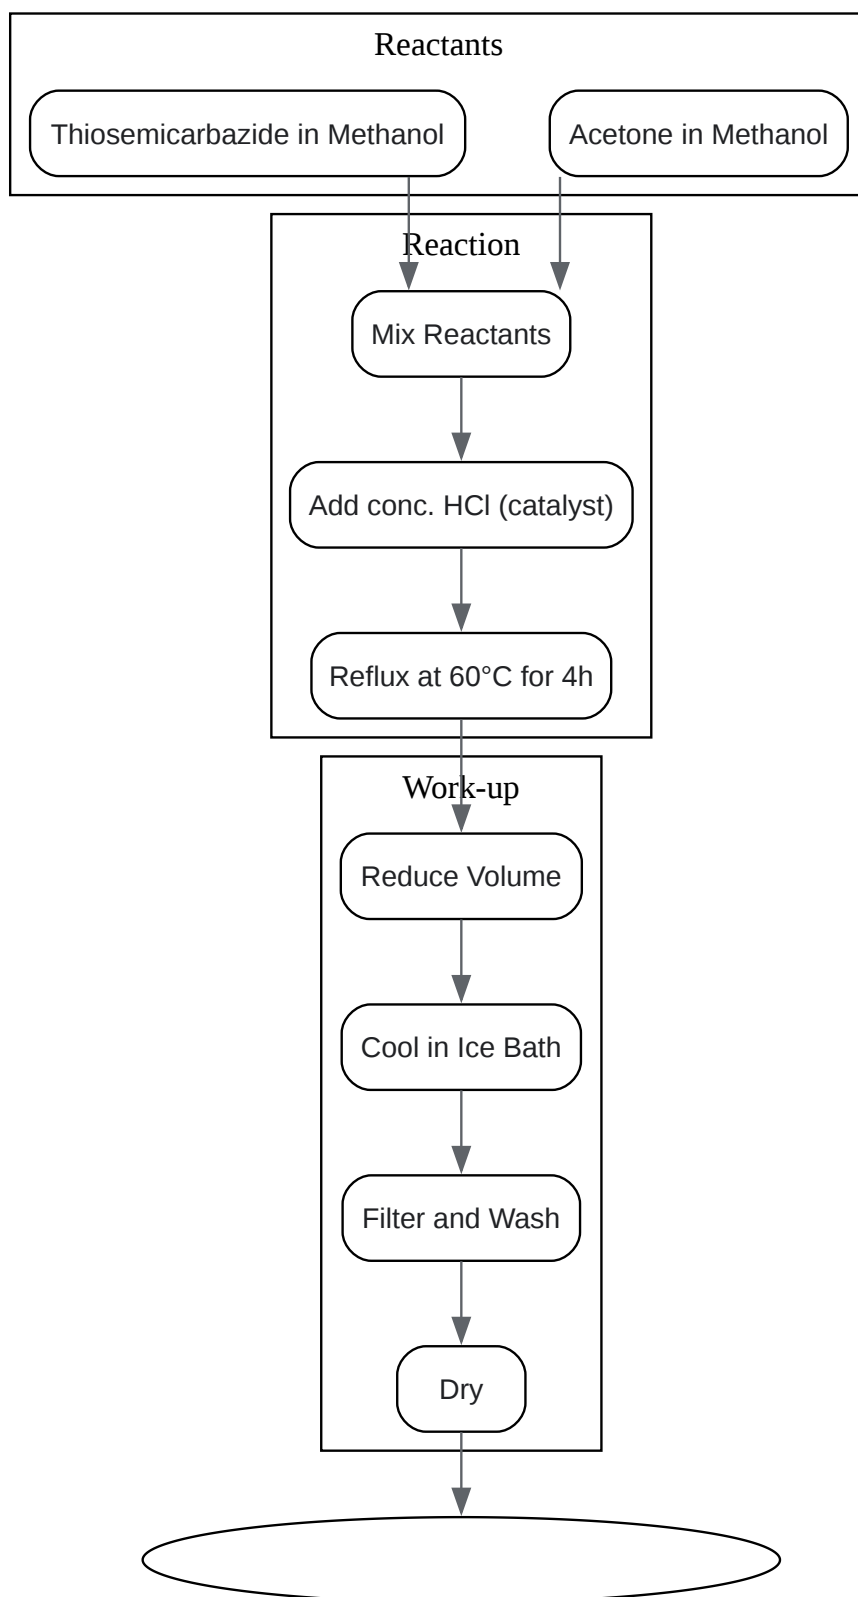 Reactants
Thiosemicarbazide in Methanol
Acetone in Methanol
Reaction
Mix Reactants
Add conc. HCl (catalyst)
Reflux at 60°C for 4h
Work-up
Reduce Volume
Cool in Ice Bath
Filter and Wash
Dry